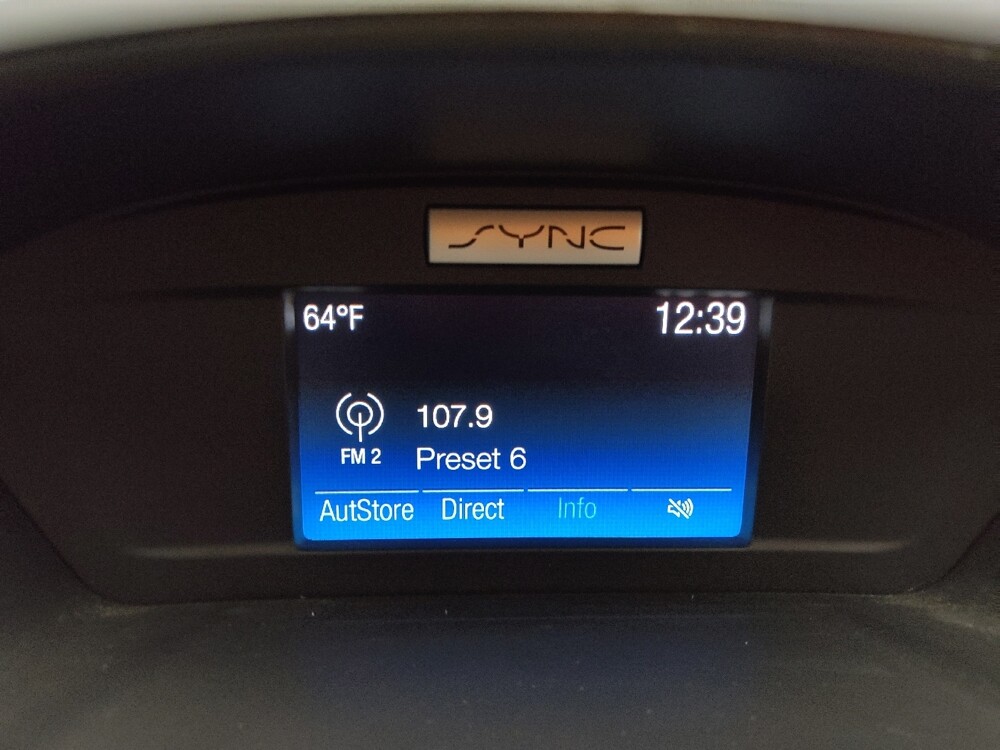 SYNC
64°F 12:39
107.9
FM 2 Preset 6
AutStore Direct Info